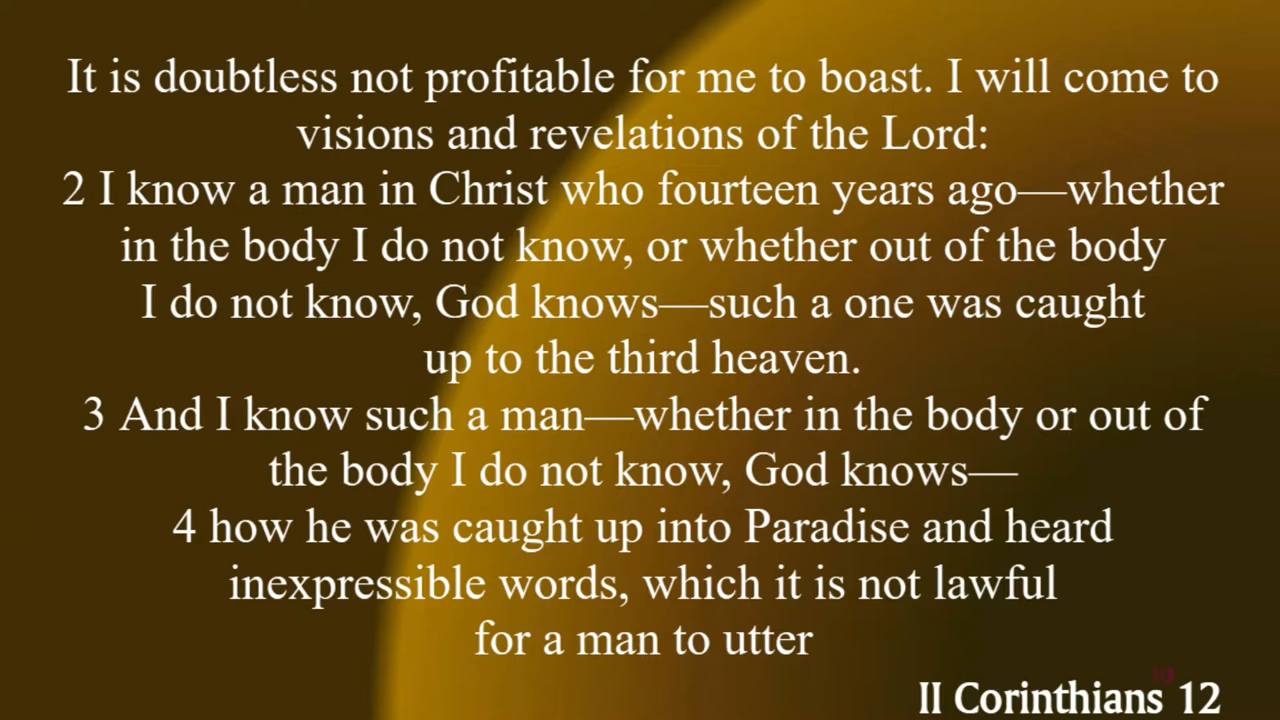 It is doubtless not profitable for me to boast. I will come to
visions and revelations of the Lord:
2 I know a man in Christ who fourteen years ago—whether
in the body I do not know, or whether out of the body
I do not know, God knows—such a one was caught
up to the third heaven.
3 And I know such a man—whether in the body or out of
the body I do not know, God knows—
4 how he was caught up into Paradise and heard
inexpressible words, which it is not lawful
for a man to utter
II Corinthians 12